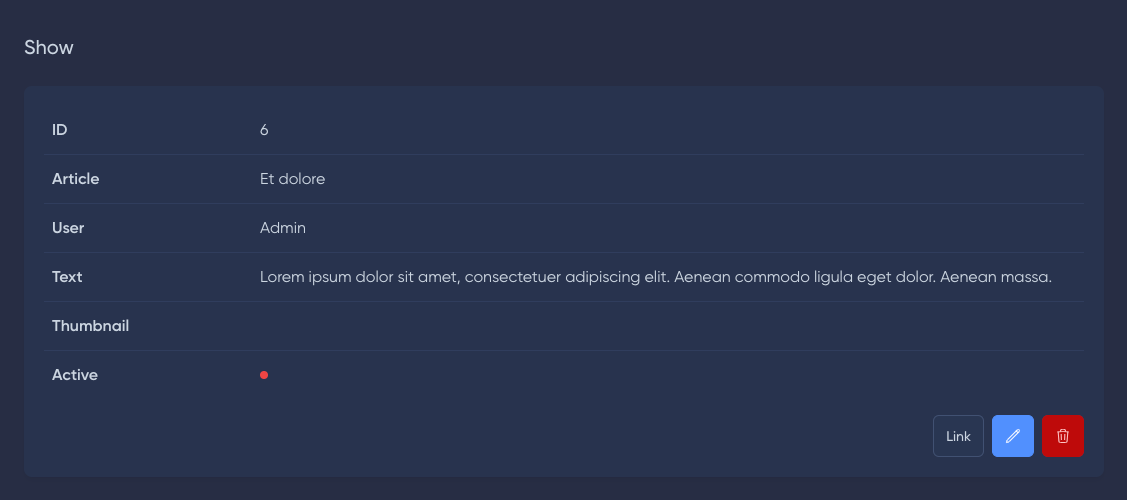 Show
ID 6
Article Et dolore
User Admin
Text Lorem ipsum dolor sit amet, consectetuer adipiscing elit. Aenean commodo ligula eget dolor. Aenean massa.
Thumbnail
Active
Link